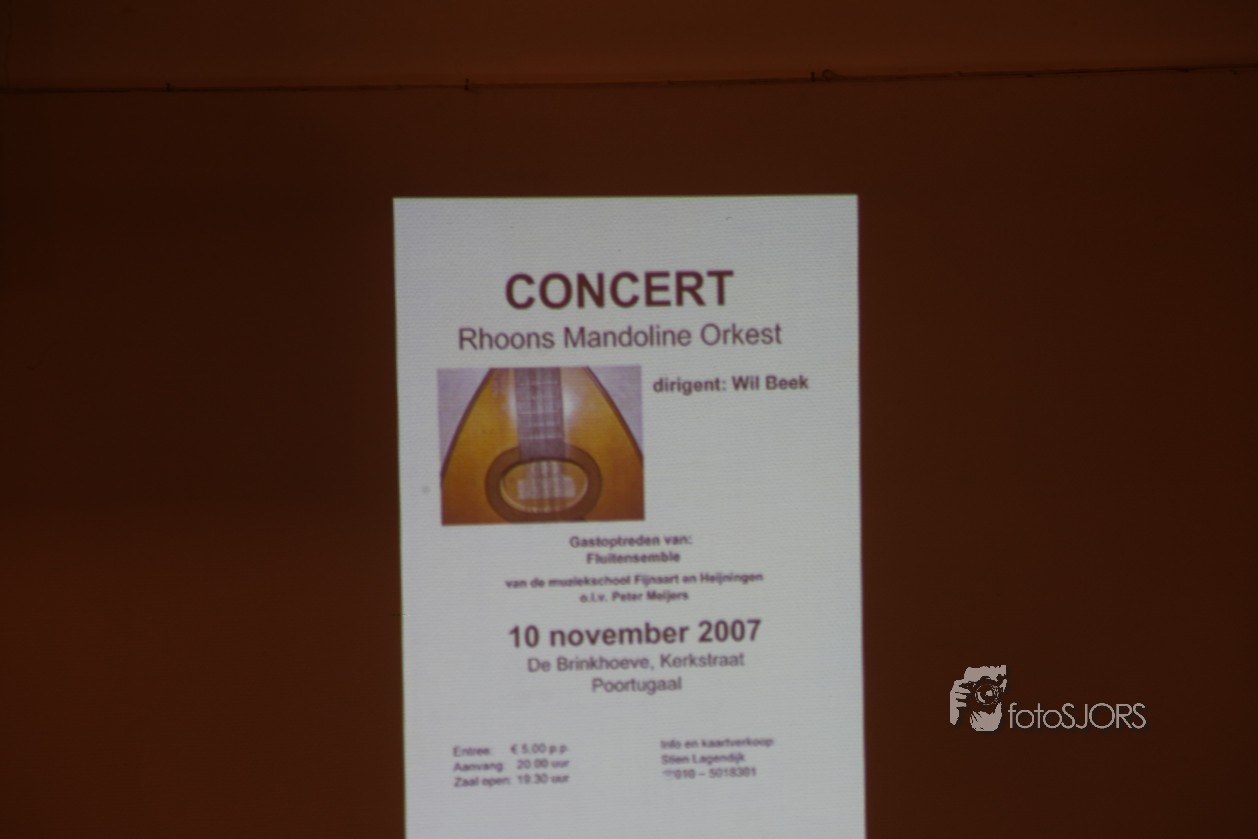 CONCERT
Rhoons Mandoline Orkest
dirigent: Wil Beek
Gastoptreden van:
Fluitensemble
van de muziekschool Fijnaart en Heijningen
o.l.v. Peter Meijers
10 november 2007
De Brinkhoeve, Kerkstraat
Poortugaal
Entree: € 5,00 p.p.
Aanvang: 20:00 uur
Zaal open: 19:30 uur
Info en kaartverkoop:
Stien Lagendijk
☏010 – 5018301
fotoSJORS